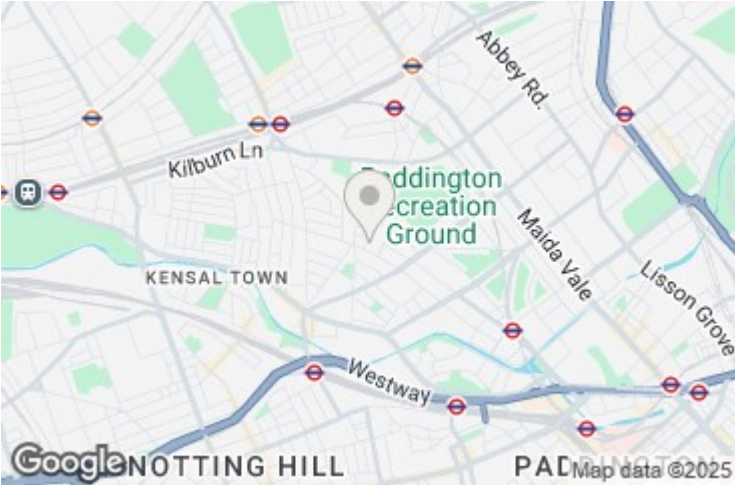 Abbey Rd.
Kilburn Ln
Recreation
Ground
Maida Vale
Lisson Grove
KENSAL TOWN
Westway
Google
NOTTING HILL
Map data ©2025